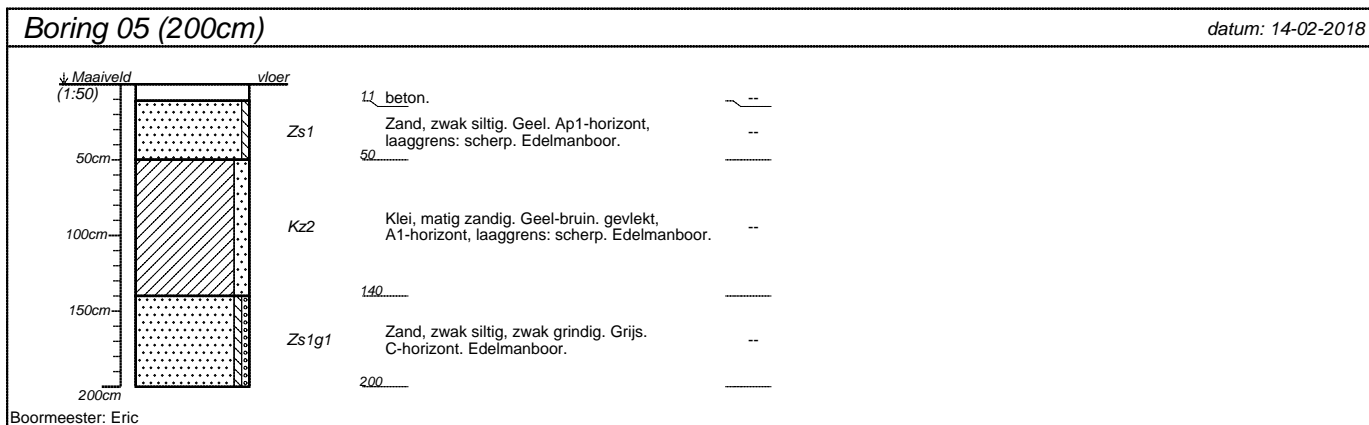 Boring 05 (200cm)
datum: 14-02-2018
Maaiveld
vloer
(1:50)
11 beton. --
Zs1
Zand, zwak siltig. Geel. Ap1-horizont,
laaggrens: scherp. Edelmanboor.
--
50cm
50
Kz2
Klei, matig zandig. Geel-bruin. gevlekt,
A1-horizont, laaggrens: scherp. Edelmanboor.
--
100cm
140
150cm
Zs1g1
Zand, zwak siltig, zwak grindig. Grijs.
C-horizont. Edelmanboor.
--
200
200cm
Boormeester: Eric